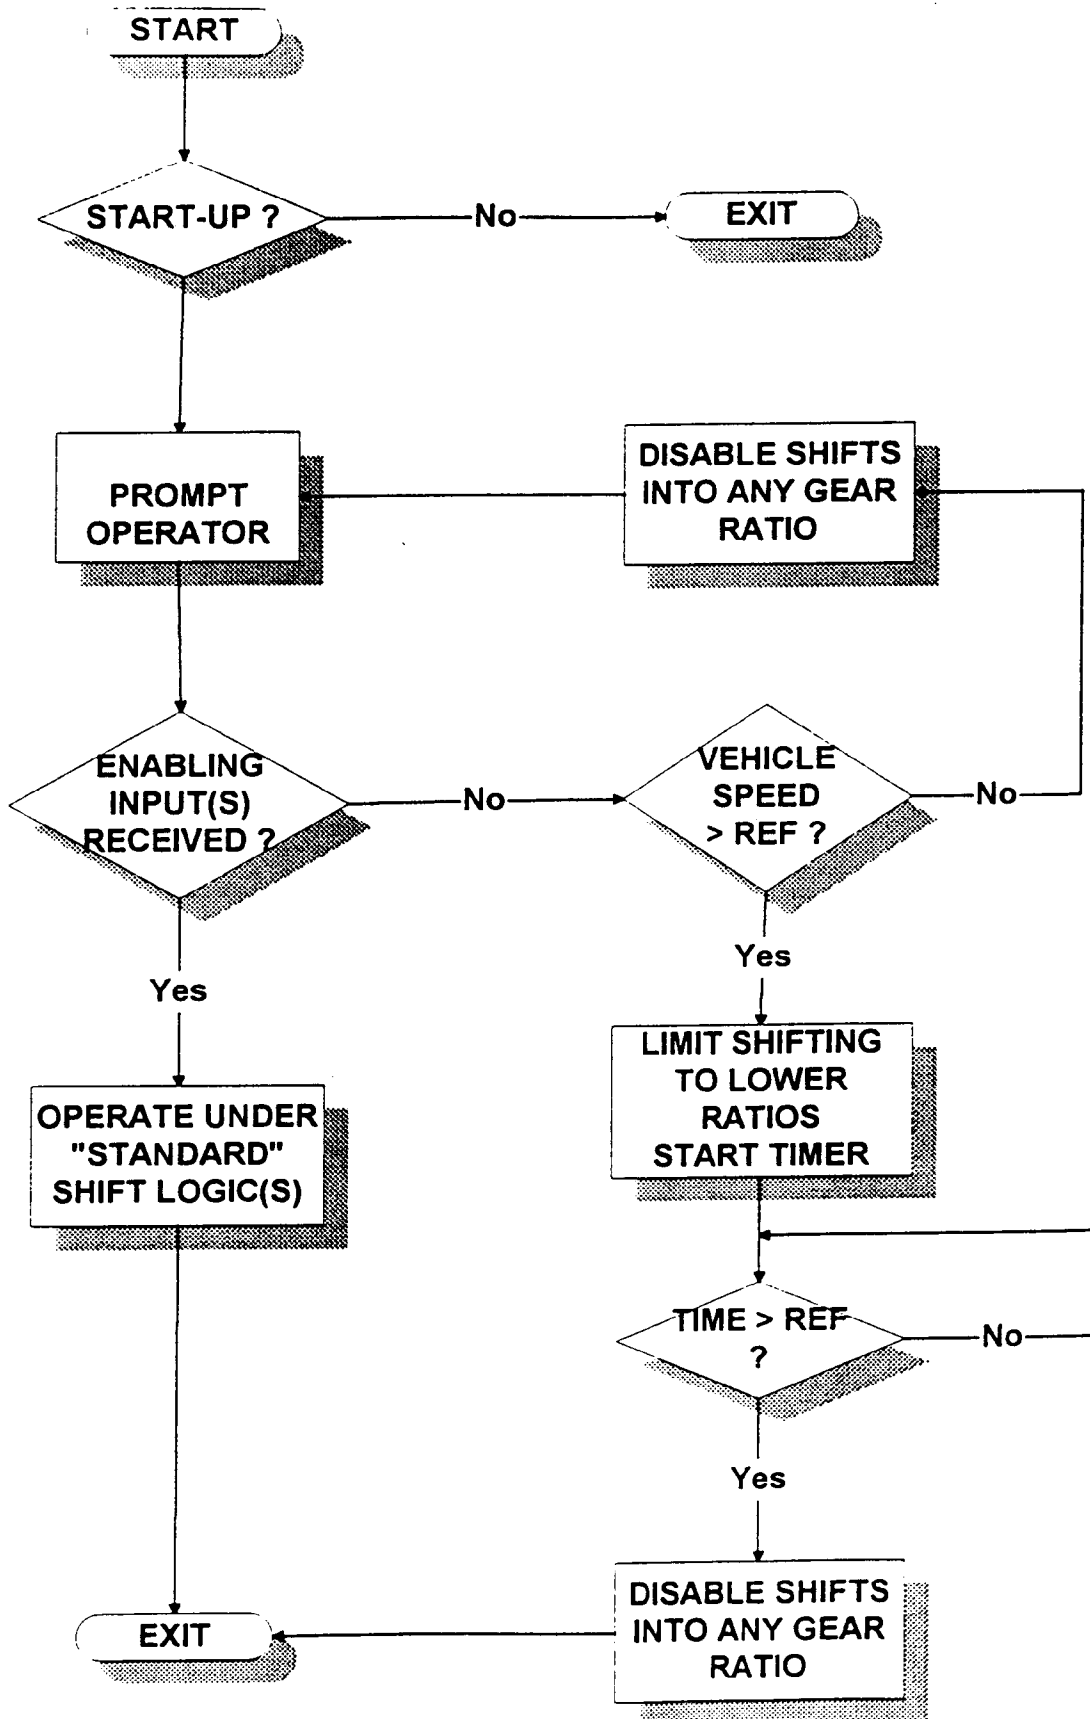 START
START-UP ?
No
EXIT
PROMPT
OPERATOR
DISABLE SHIFTS
INTO ANY GEAR
RATIO
ENABLING
INPUT(S)
RECEIVED ?
No
VEHICLE
SPEED
> REF ?
No
Yes
Yes
LIMIT SHIFTING
TO LOWER
RATIOS
START TIMER
OPERATE UNDER
"STANDARD"
SHIFT LOGIC(S)
TIME > REF
?
No
Yes
DISABLE SHIFTS
INTO ANY GEAR
RATIO
EXIT